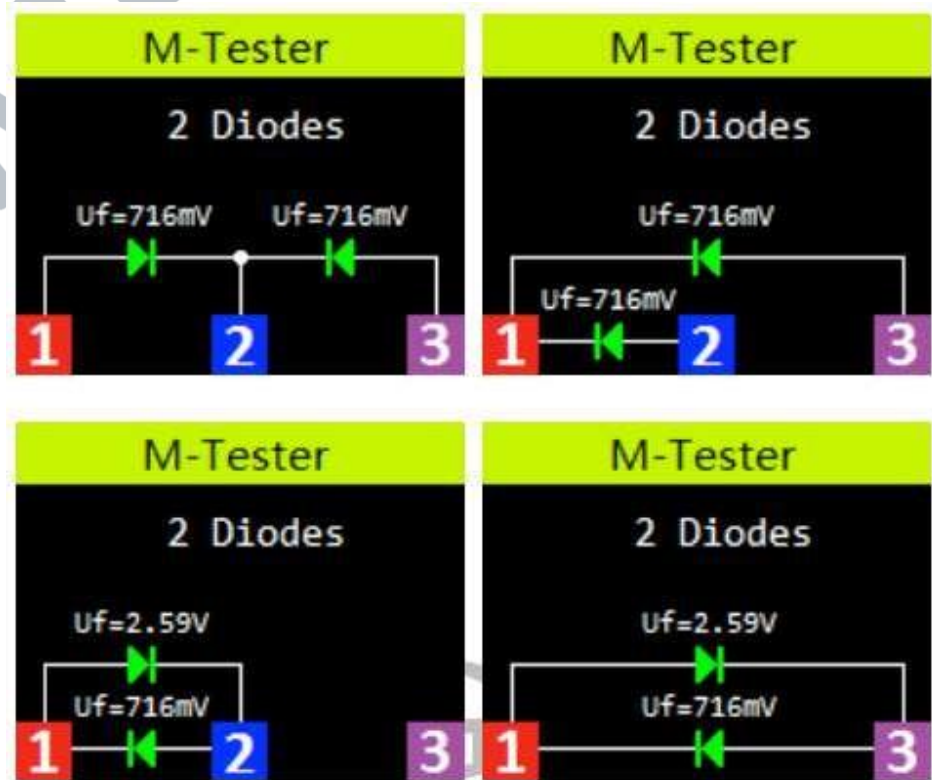 M-Tester
2 Diodes
Uf=716mV Uf=716mV
1 2 3
M-Tester
2 Diodes
Uf=716mV
Uf=716mV
1 2 3
M-Tester
2 Diodes
Uf=2.59V
Uf=716mV
1 2 3
M-Tester
2 Diodes
Uf=2.59V
Uf=716mV
1 3